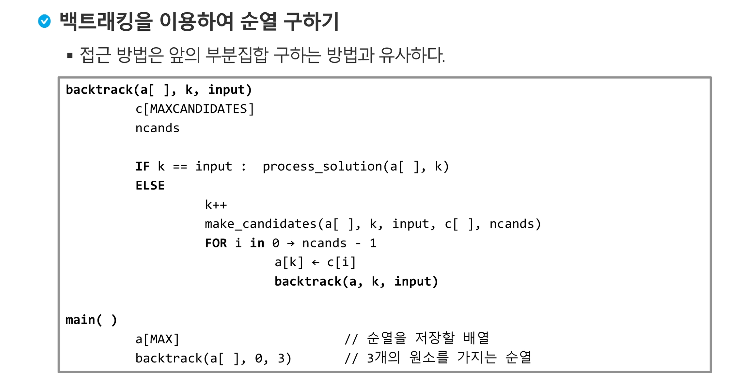 백트래킹을 이용하여 순열 구하기
▪ 접근 방법은 앞의 부분집합 구하는 방법과 유사하다.
backtrack(a[ ], k, input)
c[MAXCANDIDATES]
ncands
IF k == input :  process_solution(a[ ], k)
ELSE
k++
make_candidates(a[ ], k, input, c[ ], ncands)
FOR i in 0 → ncands - 1
a[k] ← c[i]
backtrack(a, k, input)
main( )
a[MAX] // 순열을 저장할 배열
backtrack(a[ ], 0, 3) // 3개의 원소를 가지는 순열